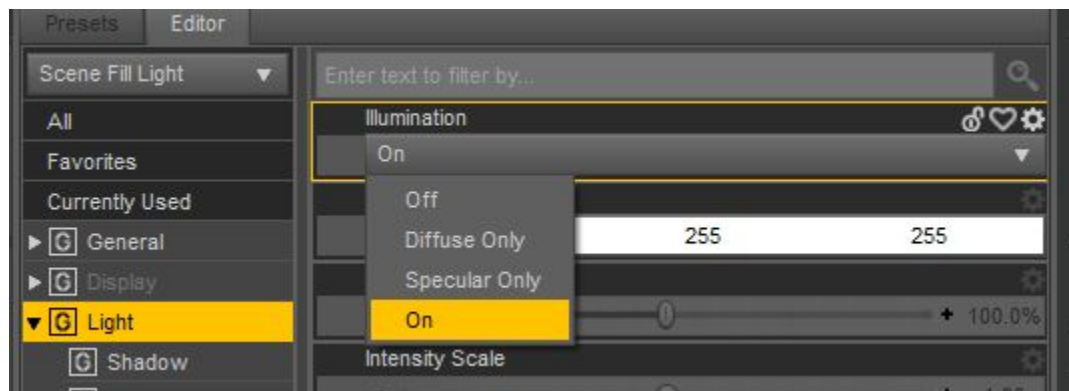 Presets Editor
Scene Fill Light
Enter text to filter by...
All
Illumination
On
Favorites
Currently Used
Off
General
Diffuse Only
255 255
Display
Specular Only
Light
On
100.0%
Shadow
Intensity Scale